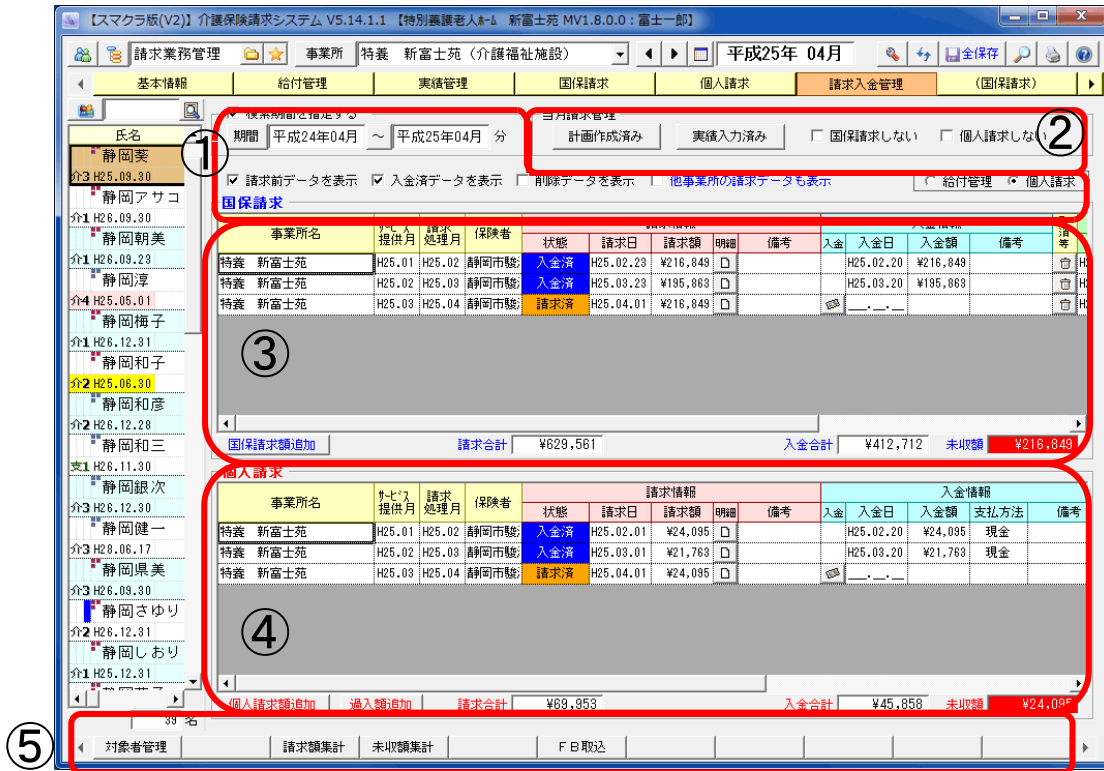 【スマクラ版(V2)】介護保険請求システム V5.14.1.1 【特別養護老人ホーム 新富士苑 MV1.8.0.0：富士一郎】
請求業務管理 事業所 特養 新富士苑（介護福祉施設） 平成25年 04月 全保存
基本情報 給付管理 実績管理 国保請求 個人請求 請求入金管理 （国保請求）
氏名
静岡葵
介3 H25.09.30
静岡アサコ
介1 H26.09.30
静岡朝美
介1 H26.09.23
静岡淳
介4 H25.05.01
静岡梅子
介1 H26.12.31
静岡和子
介2 H25.06.30
静岡和彦
介2 H26.12.28
静岡和三
支1 H26.11.30
静岡銀次
介3 H26.12.30
静岡健一
介3 H28.06.17
静岡県美
介3 H26.09.30
静岡さゆり
介2 H26.12.31
静岡しおり
介1 H25.12.31
39 名
①
検索期間を指定する
期間 平成24年04月 ～ 平成25年04月 分
②
当月請求管理
計画作成済み 実績入力済み 国保請求しない 個人請求しない
請求前データを表示 入金済データを表示 削除データを表示 他事業所の請求データも表示 給付管理 個人請求
国保請求
事業所名 サービス提供月 請求処理月 保険者 請求情報 入金情報
状態 請求日 請求額 明細 備考 入金 入金日 入金額 備考 済等
特養 新富士苑 H25.01 H25.02 静岡市駿 入金済 H25.02.23 ¥216,849 H25.02.20 ¥216,849
特養 新富士苑 H25.02 H25.03 静岡市駿 入金済 H25.03.23 ¥195,863 H25.03.20 ¥195,863
特養 新富士苑 H25.03 H25.04 静岡市駿 請求済 H25.04.01 ¥216,849 __.__.__
③
国保請求額追加 請求合計 ¥629,561 入金合計 ¥412,712 未収額 ¥216,849
個人請求
事業所名 サービス提供月 請求処理月 保険者 請求情報 入金情報
状態 請求日 請求額 明細 備考 入金 入金日 入金額 支払方法 備考
特養 新富士苑 H25.01 H25.02 静岡市駿 入金済 H25.02.01 ¥24,095 H25.02.20 ¥24,095 現金
特養 新富士苑 H25.02 H25.03 静岡市駿 入金済 H25.03.01 ¥21,763 H25.03.20 ¥21,763 現金
特養 新富士苑 H25.03 H25.04 静岡市駿 請求済 H25.04.01 ¥24,095 __.__.__
④
個人請求額追加 過入額追加 請求合計 ¥69,953 入金合計 ¥45,858 未収額 ¥24,095
⑤
対象者管理 請求額集計 未収額集計 FB取込